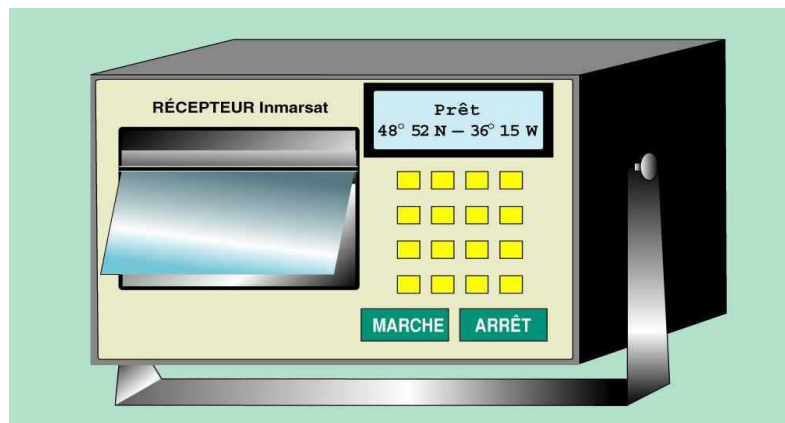 RÉCEPTEUR Inmarsat
Prêt
48° 52 N — 36° 15 W
MARCHE
ARRÊT